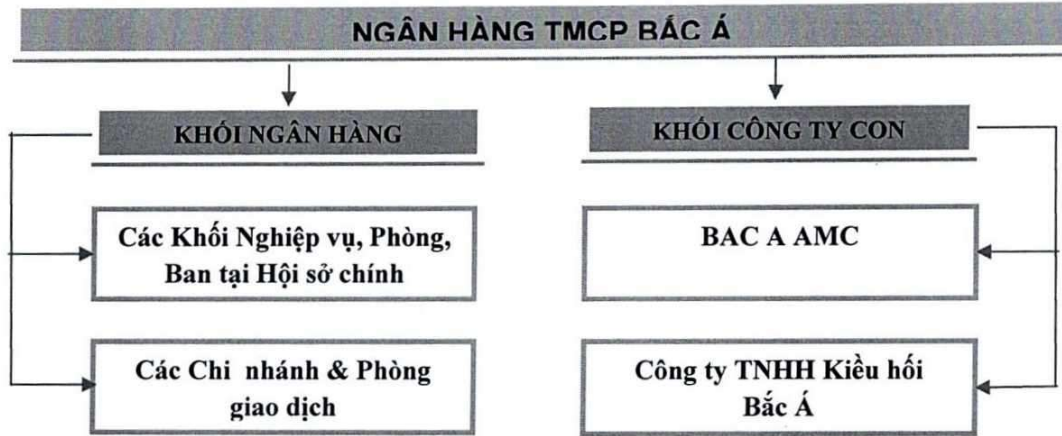 NGÂN HÀNG TMCP BẮC Á
KHỐI NGÂN HÀNG
Các Khối Nghiệp vụ, Phòng,
Ban tại Hội sở chính
Các Chi nhánh & Phòng
giao dịch
KHỐI CÔNG TY CON
BAC A AMC
Công ty TNHH Kiều hối
Bắc Á